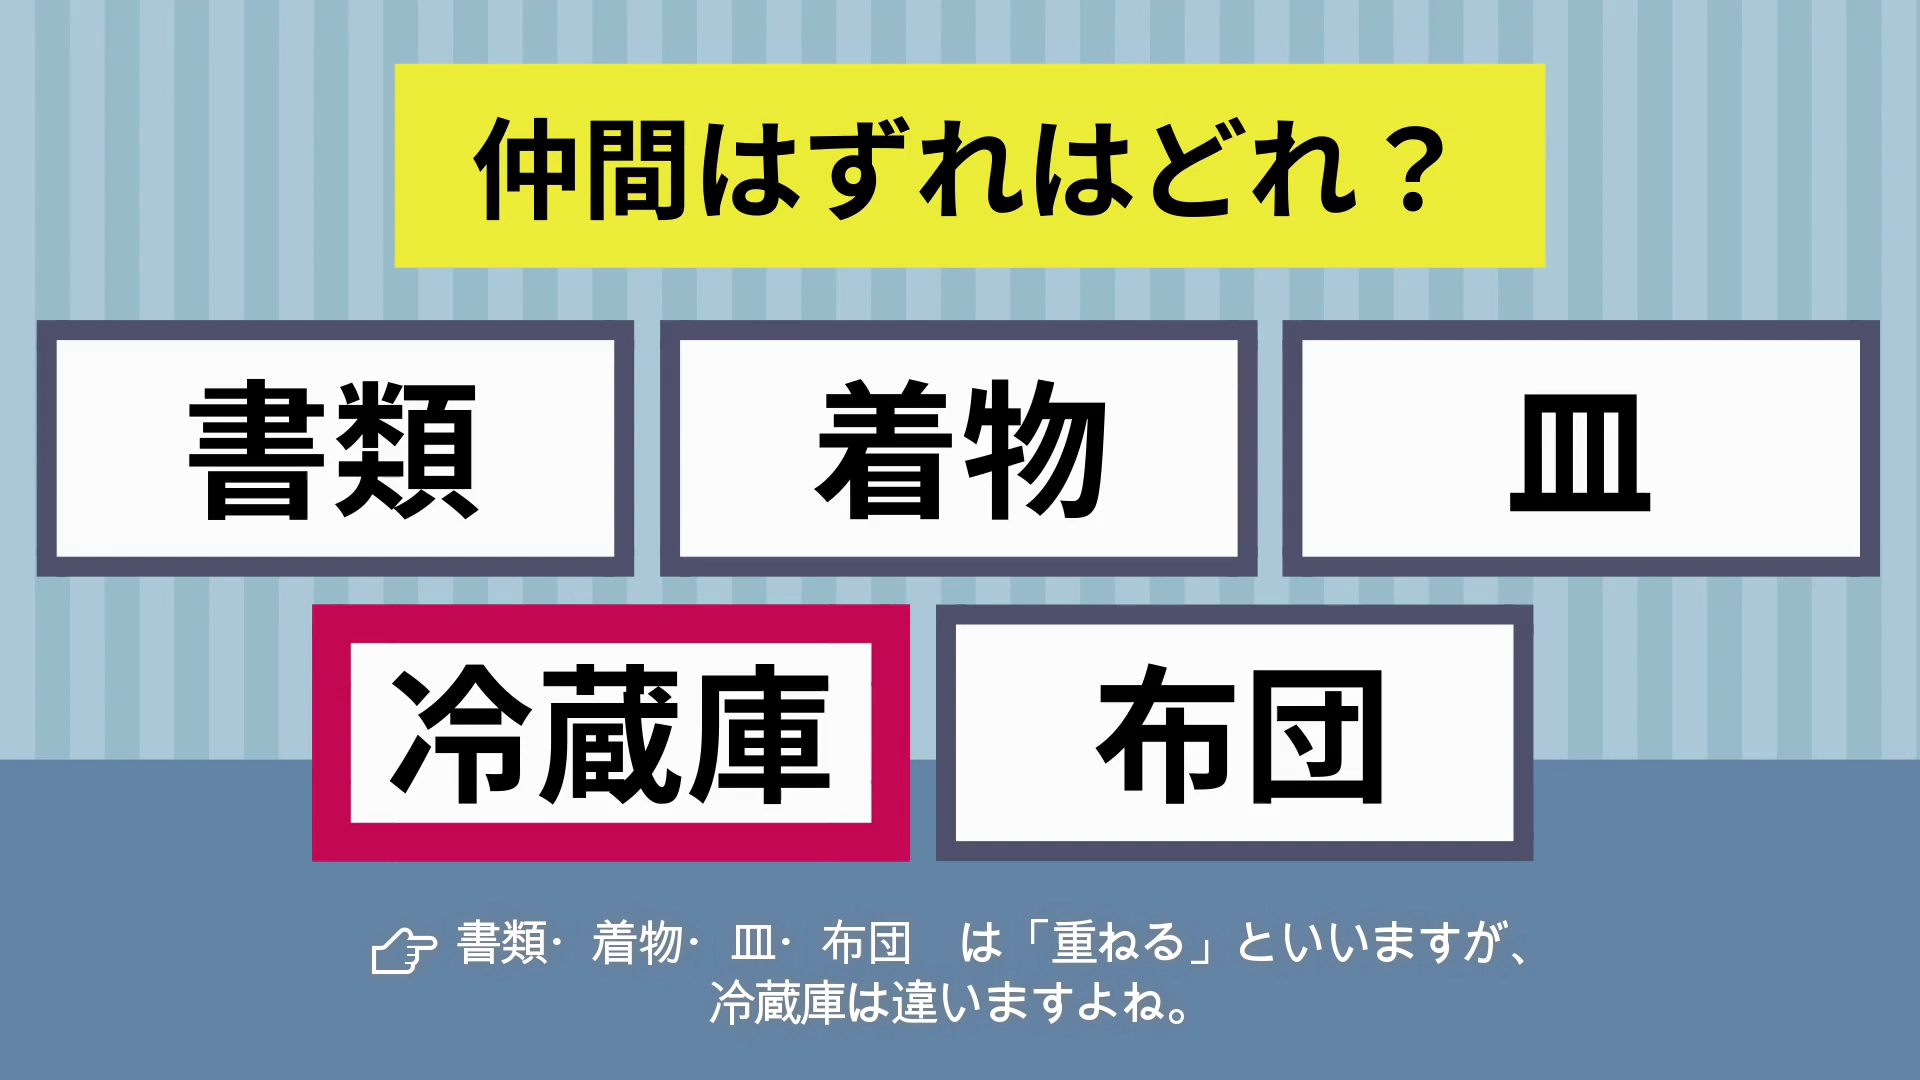 仲間はずれはどれ？
書類
着物
皿
冷蔵庫
布団
書類・着物・皿・布団　は「重ねる」といいますが、
冷蔵庫は違いますよね。